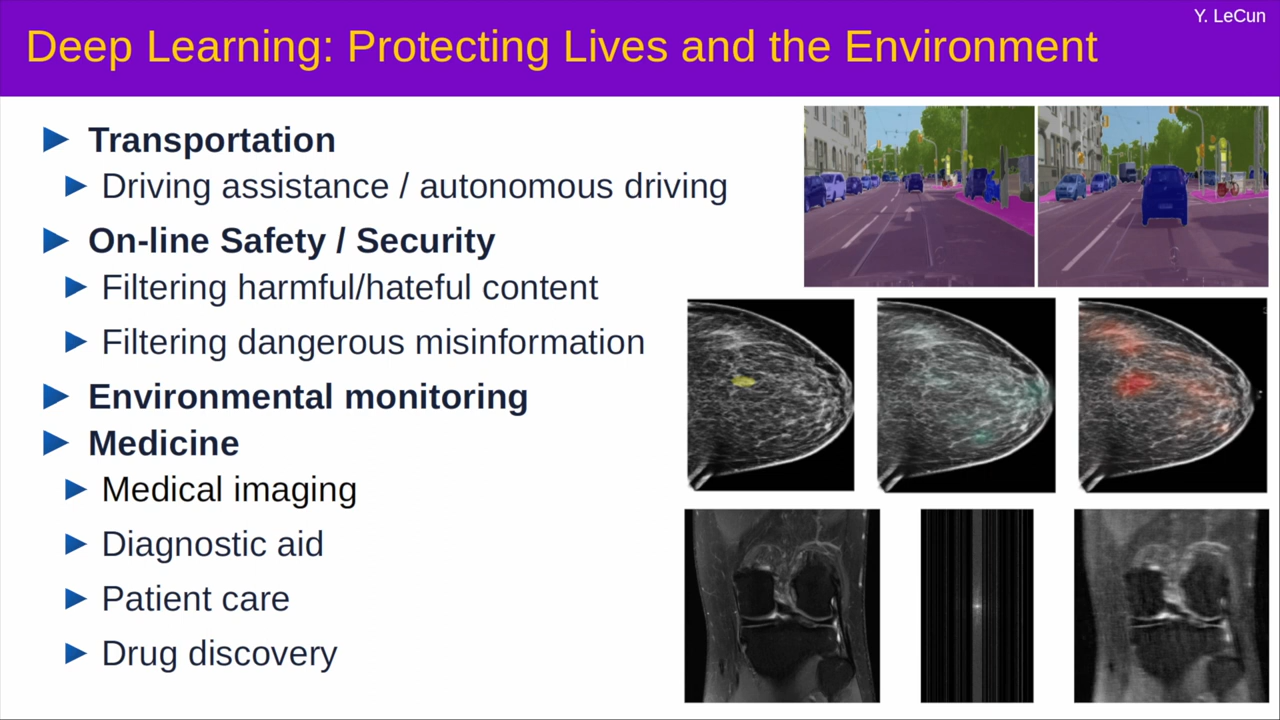 Y. LeCun
Deep Learning: Protecting Lives and the Environment
Transportation
Driving assistance / autonomous driving
On-line Safety / Security
Filtering harmful/hateful content
Filtering dangerous misinformation
Environmental monitoring
Medicine
Medical imaging
Diagnostic aid
Patient care
Drug discovery